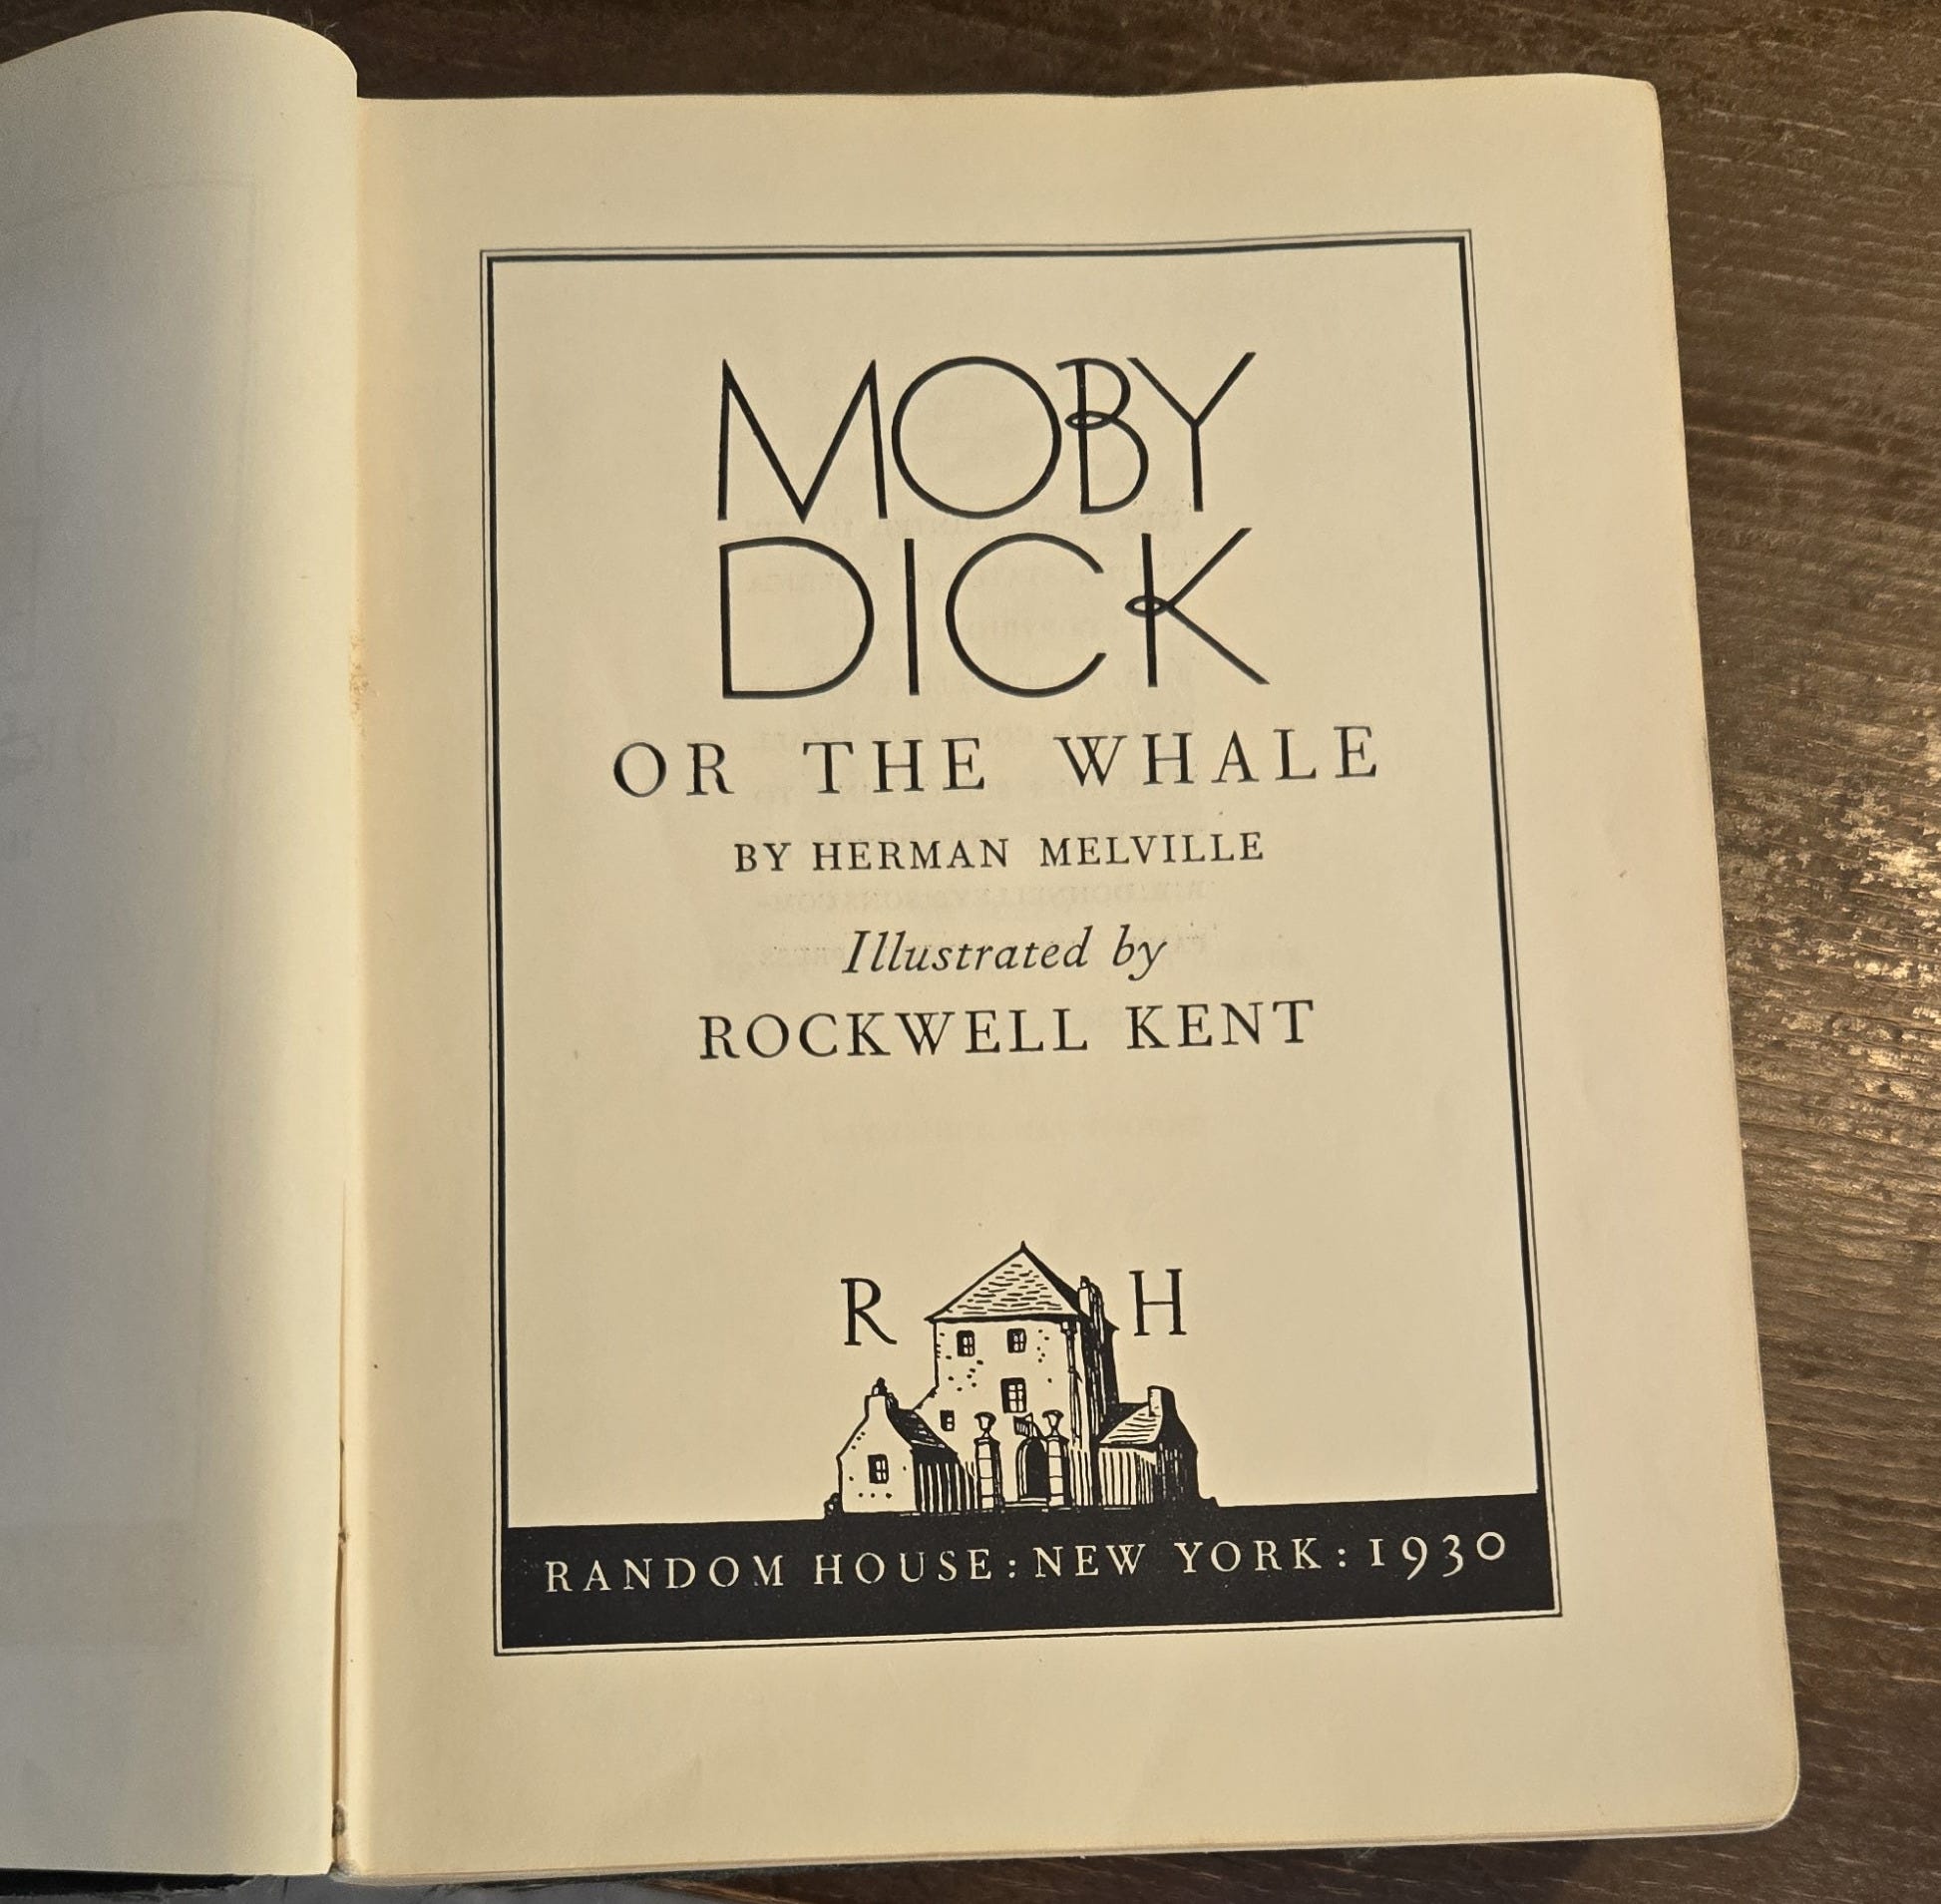 MOBY
DICK
OR THE WHALE
BY HERMAN MELVILLE
Illustrated by
ROCKWELL KENT
R H
RANDOM HOUSE : NEW YORK : 1930